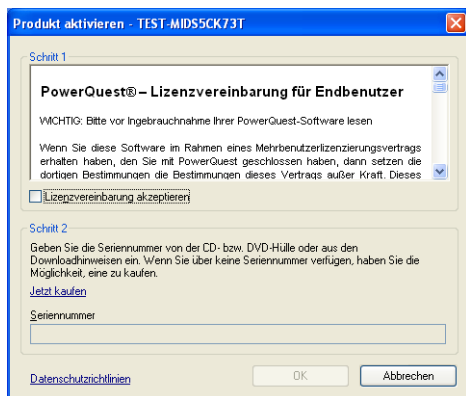 Produkt aktivieren - TEST-MIDS5CK73T
Schritt 1
PowerQuest® – Lizenzvereinbarung für Endbenutzer
WICHTIG: Bitte vor Ingebrauchnahme Ihrer PowerQuest-Software lesen
Wenn Sie diese Software im Rahmen eines Mehrbenutzerlizenzierungsvertrags
erhalten haben, den Sie mit PowerQuest geschlossen haben, dann setzen die
dortigen Bestimmungen die Bestimmungen dieses Vertrags außer Kraft. Dieses
Lizenzvereinbarung akzeptieren
Schritt 2
Geben Sie die Seriennummer von der CD- bzw. DVD-Hülle oder aus den
Downloadhinweisen ein. Wenn Sie über keine Seriennummer verfügen, haben Sie die
Möglichkeit, eine zu kaufen.
Jetzt kaufen
Seriennummer
Datenschutzrichtlinien
OK
Abbrechen